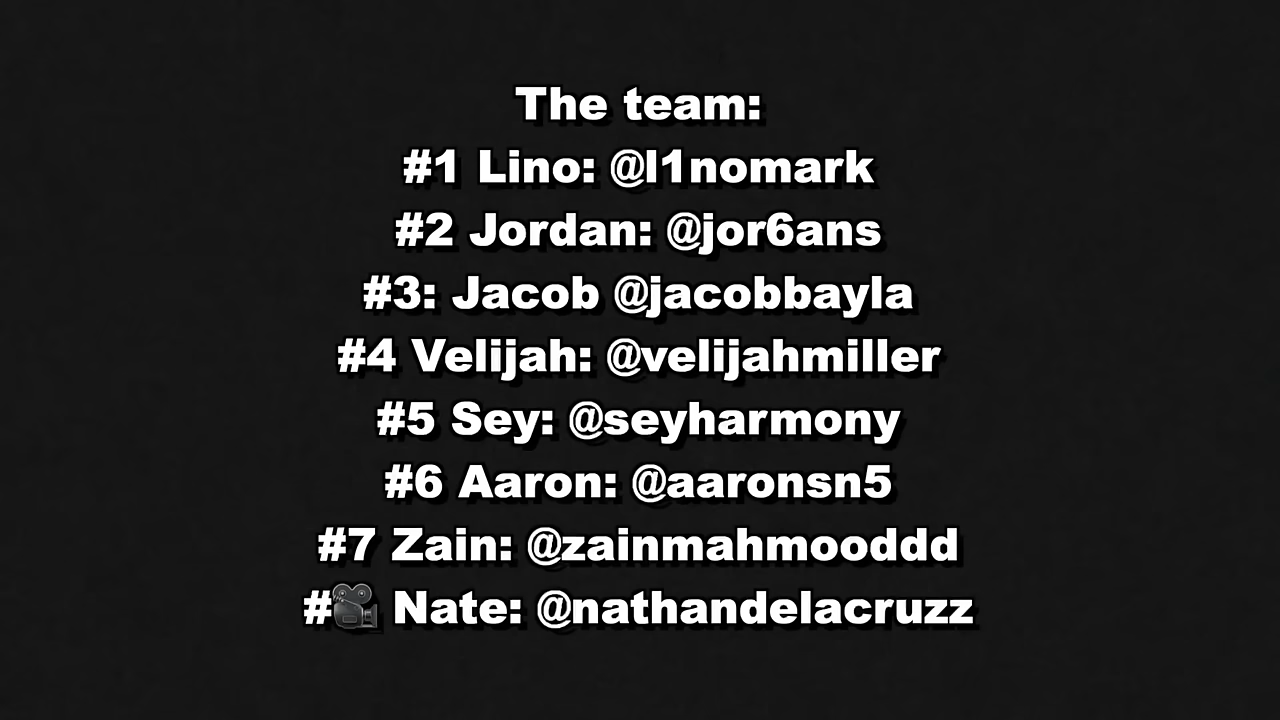 The team:
#1 Lino: @l1nomark
#2 Jordan: @jor6ans
#3: Jacob @jacobbayla
#4 Velijah: @velijahmiller
#5 Sey: @seyharmony
#6 Aaron: @aaronsn5
#7 Zain: @zainmahmooddd
#🎥 Nate: @nathandelacruzz